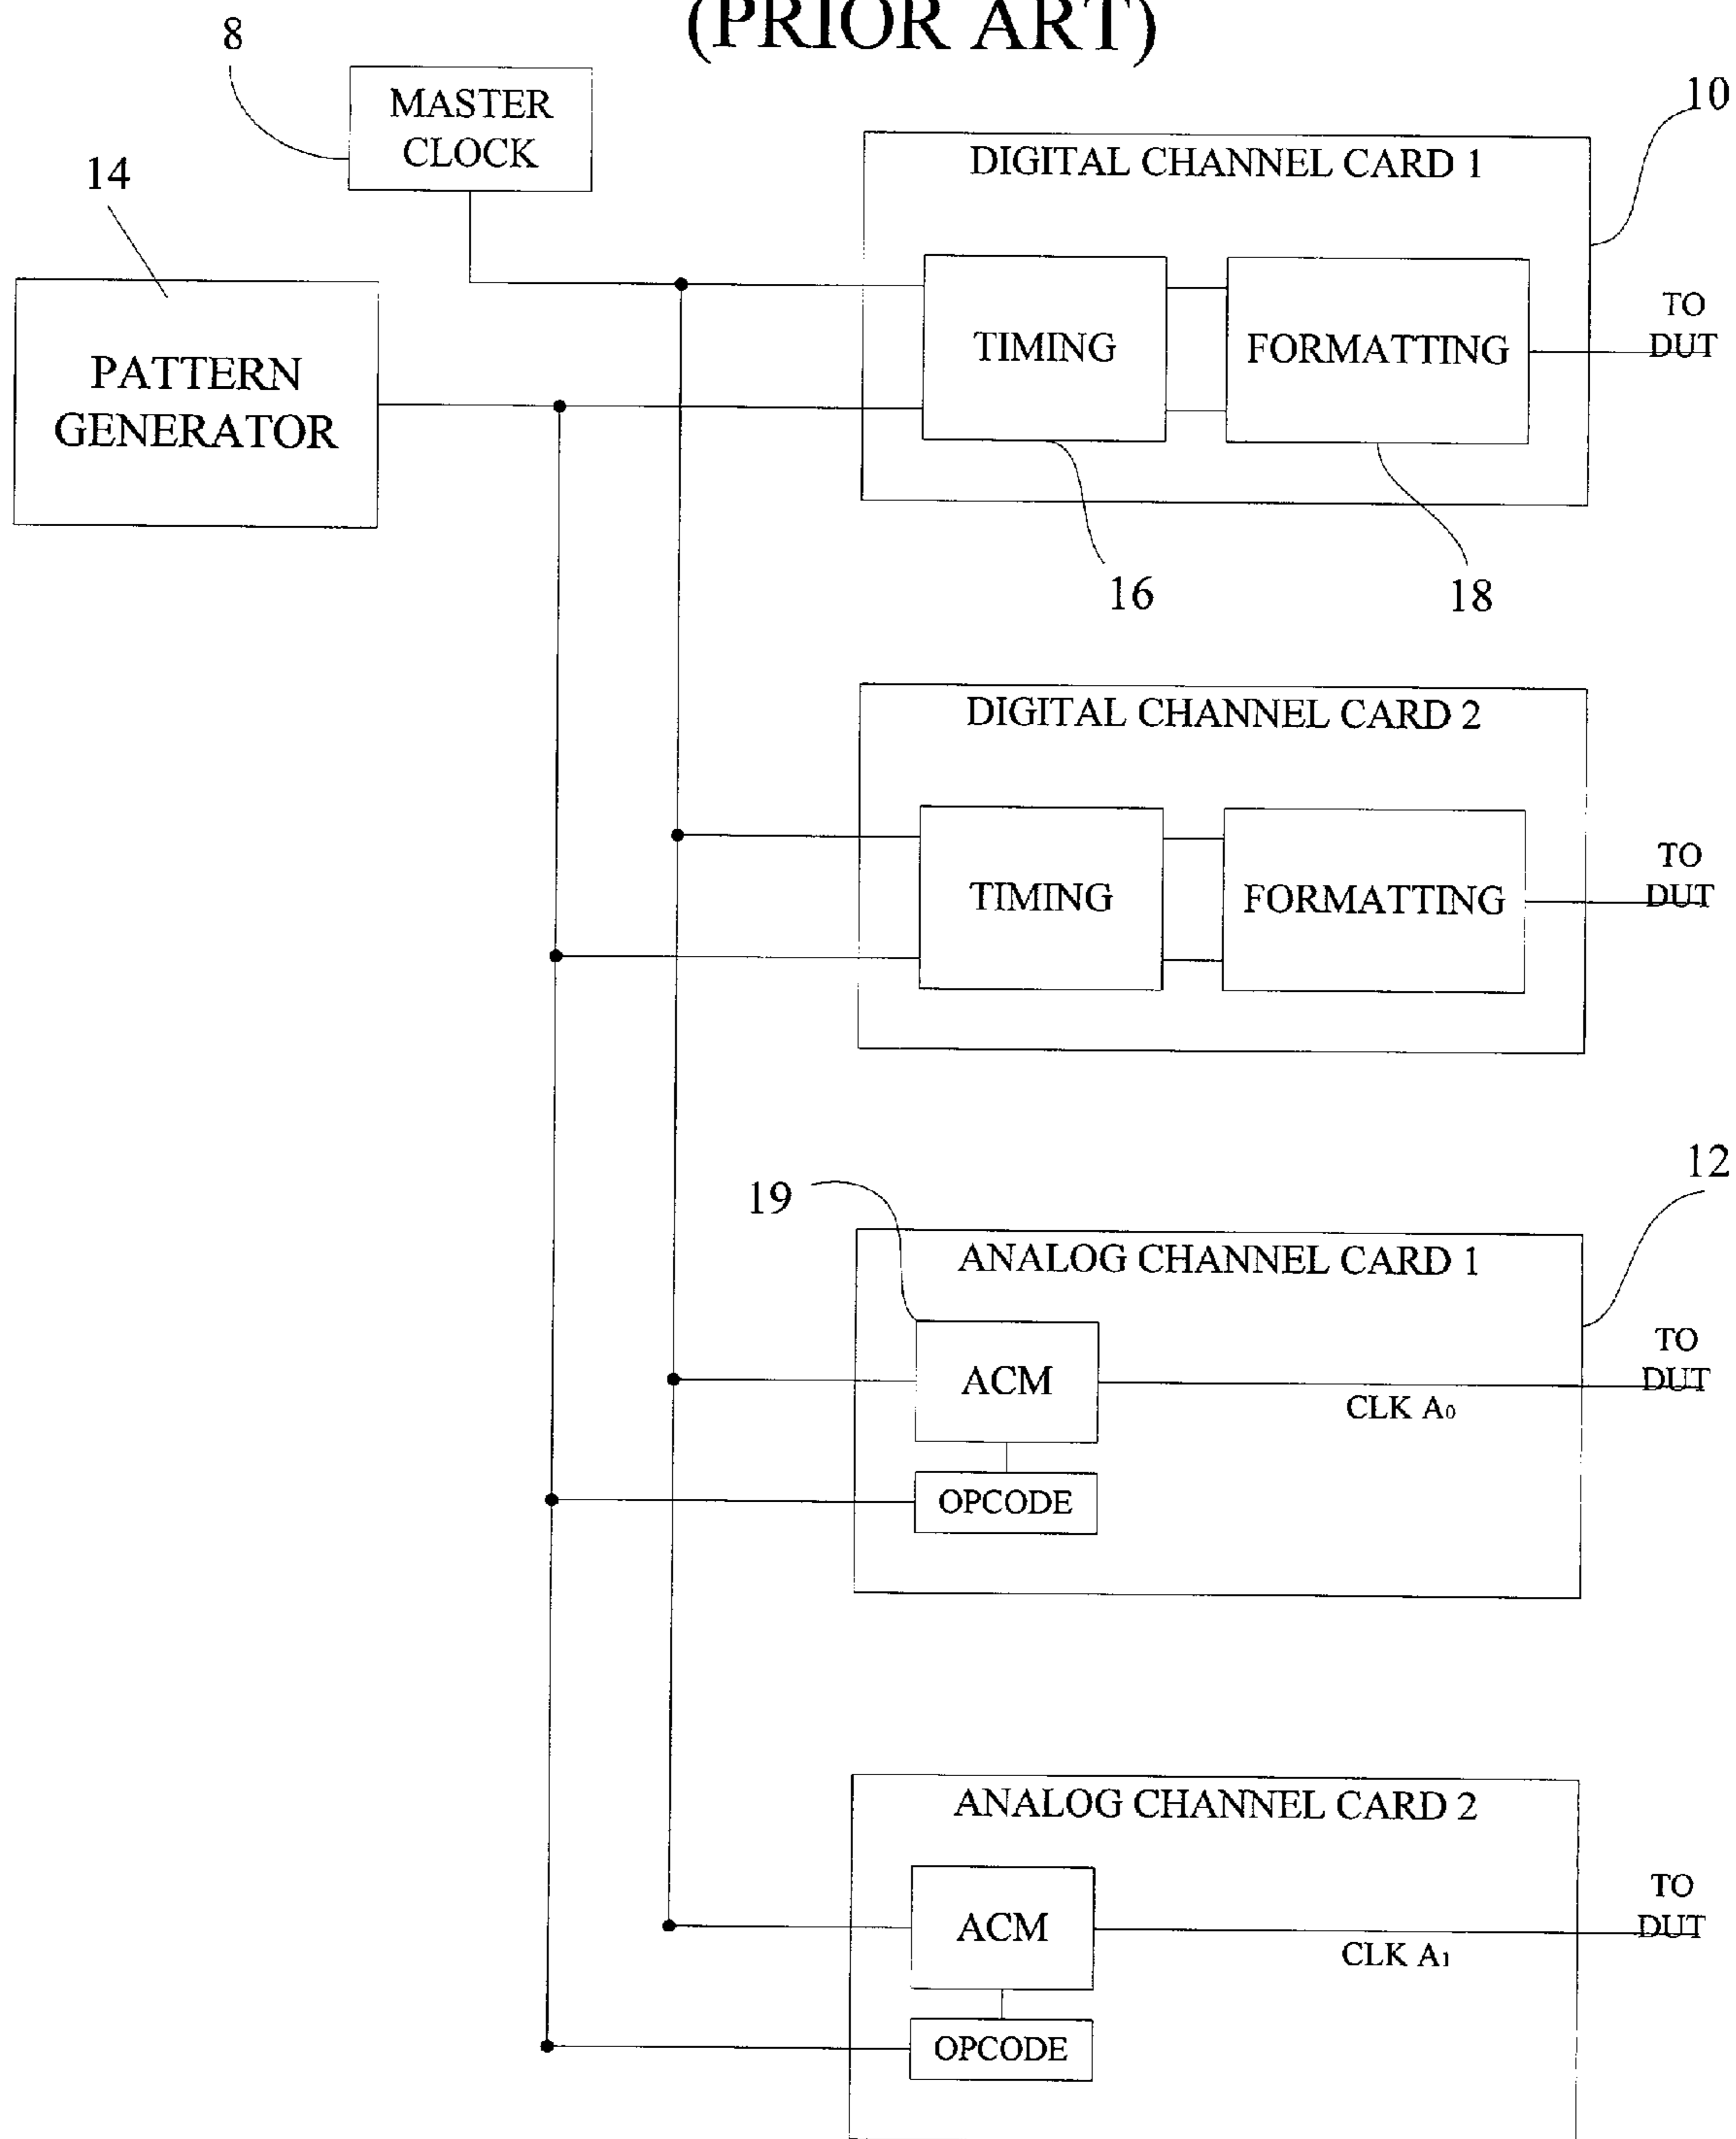 (PRIOR ART)
8
MASTER
CLOCK
10
DIGITAL CHANNEL CARD 1
14
PATTERN
GENERATOR
TIMING
FORMATTING
TO
DUT
16
18
DIGITAL CHANNEL CARD 2
TIMING
FORMATTING
TO
DUT
12
19
ANALOG CHANNEL CARD 1
ACM
TO
DUT
CLK A0
OPCODE
ANALOG CHANNEL CARD 2
ACM
TO
DUT
CLK A1
OPCODE